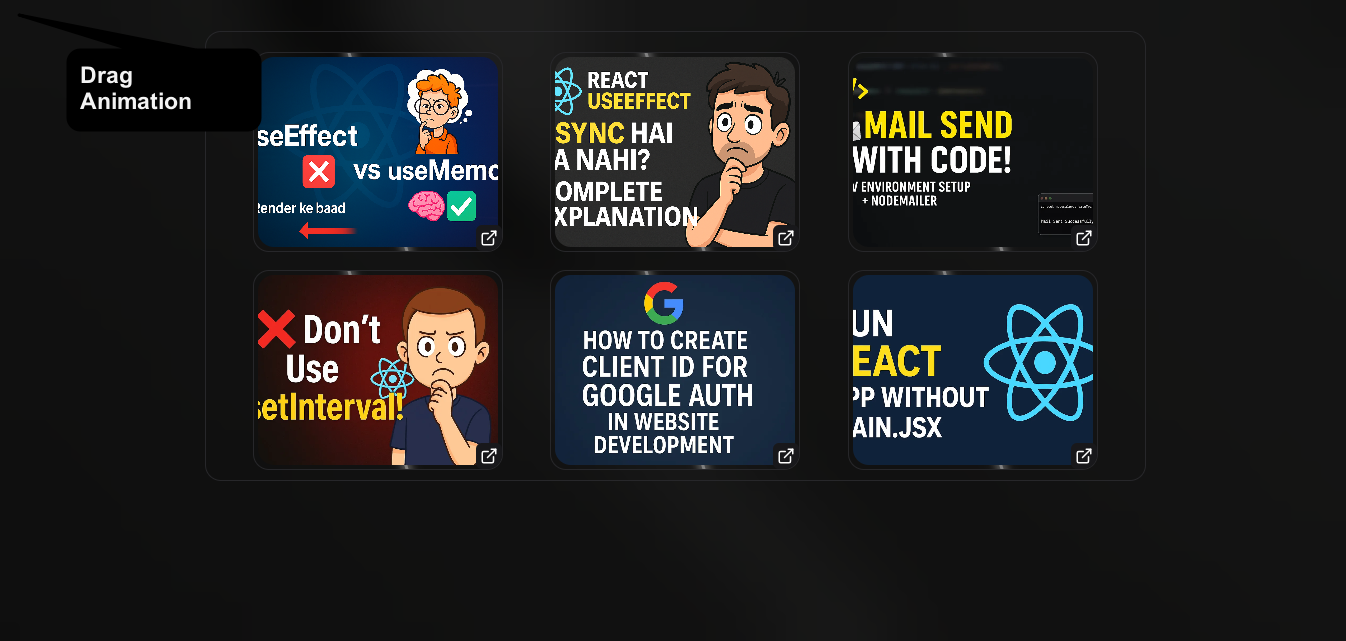 Drag
Animation
seEffect
vs useMemo
Render ke baad
REACT
USEEFFECT
SYNC HAI
A NAHI?
OMPLETE
XPLANATION
MAIL SEND
WITH CODE!
ENVIRONMENT SETUP
+ NODEMAILER
Don't
Use
setInterval!
G
HOW TO CREATE
CLIENT ID FOR
GOOGLE AUTH
IN WEBSITE
DEVELOPMENT
UN
EACT
PP WITHOUT
AIN.JSX